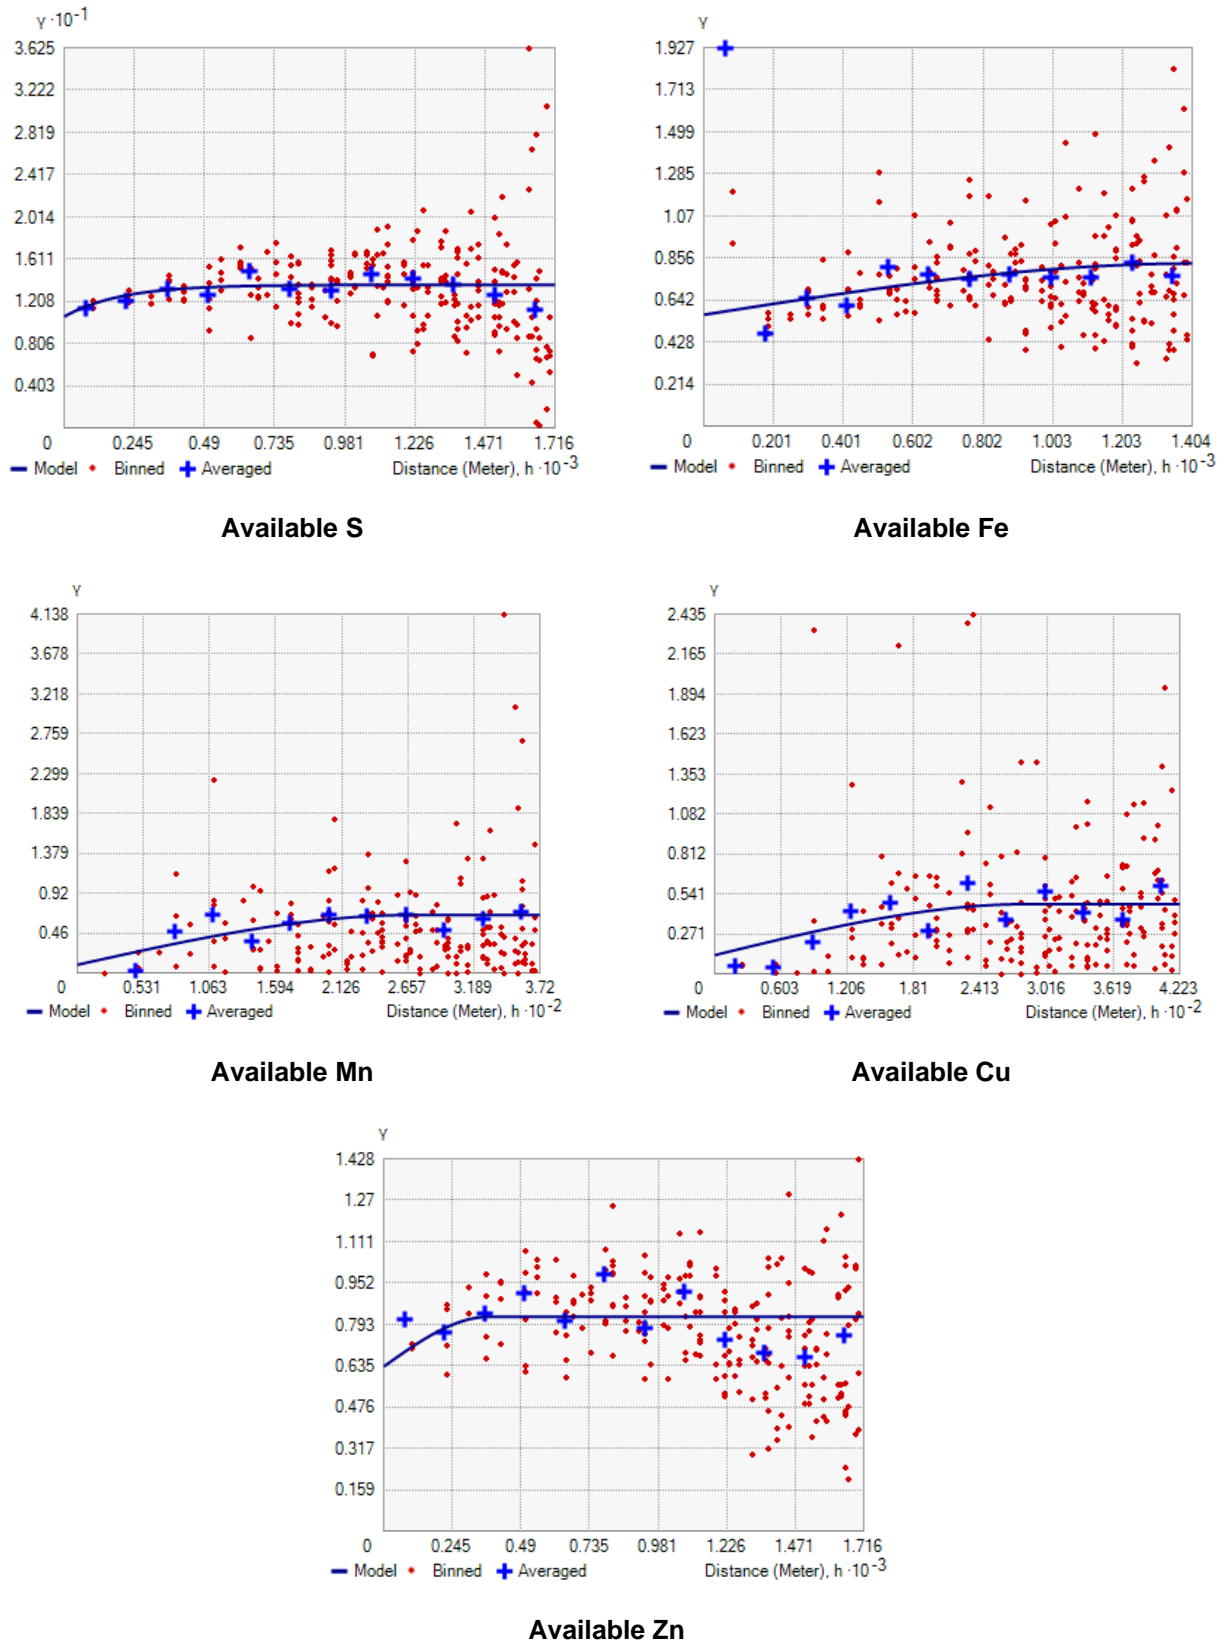 γ ·10⁻¹
3.625
3.222
2.819
2.417
2.014
1.611
1.208
0.806
0.403
0 0.245 0.49 0.735 0.981 1.226 1.471 1.716
Model Binned Averaged Distance (Meter), h ·10⁻³
Available S
γ
1.927
1.713
1.499
1.285
1.07
0.856
0.642
0.428
0.214
0 0.201 0.401 0.602 0.802 1.003 1.203 1.404
Model Binned Averaged Distance (Meter), h ·10⁻³
Available Fe
γ
4.138
3.678
3.218
2.759
2.299
1.839
1.379
0.92
0.46
0 0.531 1.063 1.594 2.126 2.657 3.189 3.72
Model Binned Averaged Distance (Meter), h ·10⁻²
Available Mn
γ
2.435
2.165
1.894
1.623
1.353
1.082
0.812
0.541
0.271
0 0.603 1.206 1.81 2.413 3.016 3.619 4.223
Model Binned Averaged Distance (Meter), h ·10⁻²
Available Cu
γ
1.428
1.27
1.111
0.952
0.793
0.635
0.476
0.317
0.159
0 0.245 0.49 0.735 0.981 1.226 1.471 1.716
Model Binned Averaged Distance (Meter), h ·10⁻³
Available Zn